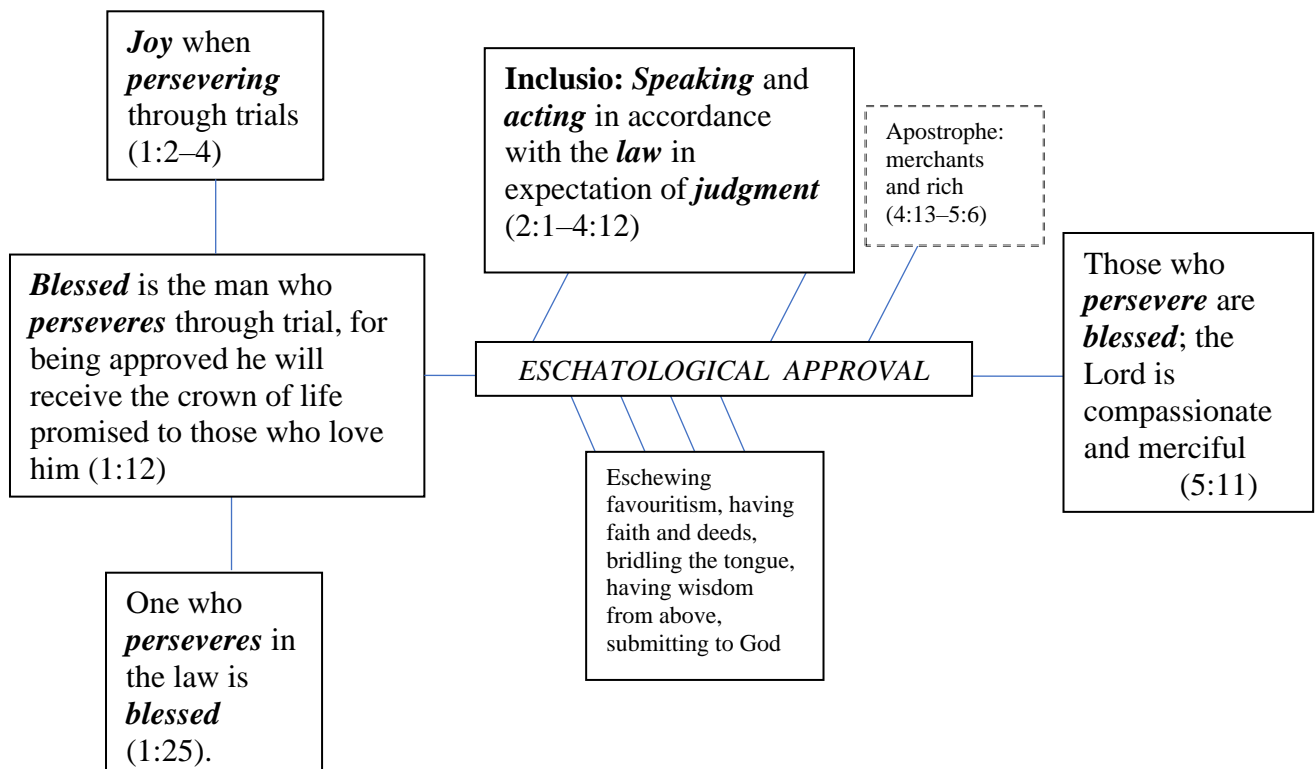 Joy when
persevering
through trials
(1:2–4)
Inclusio: Speaking and
acting in accordance
with the law in
expectation of judgment
(2:1–4:12)
Apostrophe:
merchants
and rich
(4:13–5:6)
Blessed is the man who
perseveres through trial, for
being approved he will
receive the crown of life
promised to those who love
him (1:12)
ESCHATOLOGICAL APPROVAL
Those who
persevere are
blessed; the
Lord is
compassionate
and merciful
(5:11)
Eschewing
favouritism, having
faith and deeds,
bridling the tongue,
having wisdom
from above,
submitting to God
One who
perseveres in
the law is
blessed
(1:25).